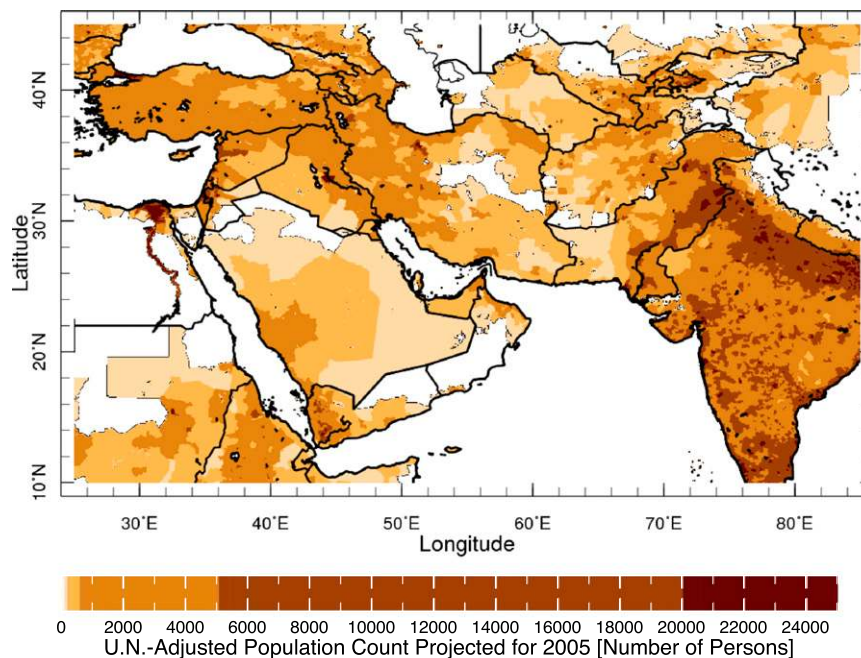 40°N
30°N
20°N
10°N
Latitude
30°E 40°E 50°E 60°E 70°E 80°E
Longitude
0 2000 4000 6000 8000 10000 12000 14000 16000 18000 20000 22000 24000
U.N.-Adjusted Population Count Projected for 2005 [Number of Persons]